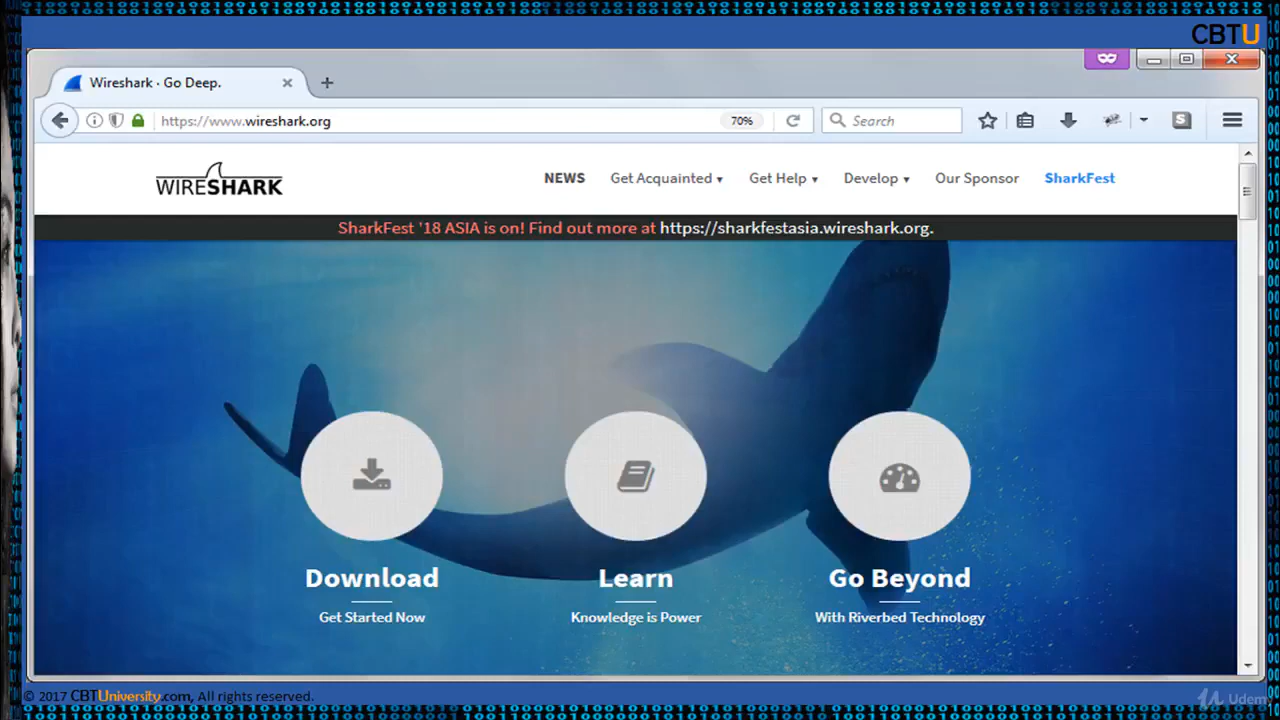 CBTU
Wireshark · Go Deep.
https://www.wireshark.org
70%
Search
S
WIRESHARK
NEWS Get Acquainted Get Help Develop Our Sponsor SharkFest
SharkFest '18 ASIA is on! Find out more at https://sharkfestasia.wireshark.org.
Download Learn Go Beyond
Get Started Now Knowledge is Power With Riverbed Technology
© 2017 CBTUniversity.com, All rights reserved.
Udemy